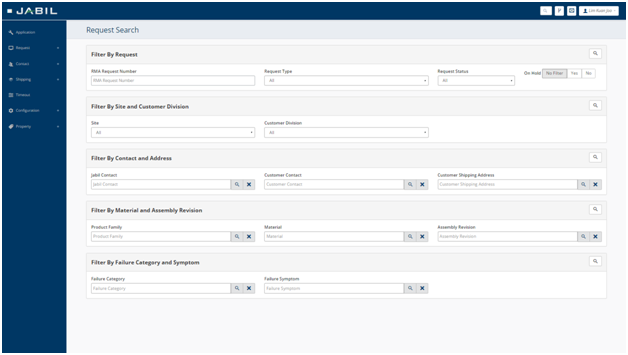 JABIL
Lim Kuan Joo
Application
Request
Contact
Shipping
Timeouts
Configuration
Property
Request Search
Filter By Request
RMA Request Number Request Type Request Status On Hold No Filter Yes No
RMA Request Number All All
Filter By Site and Customer Division
Site Customer Division
All All
Filter By Contact and Address
Jabil Contact Customer Contact Customer Shipping Address
Jabil Contact Customer Contact Customer Shipping Address
Filter By Material and Assembly Revision
Product Family Material Assembly Revision
Product Family Material Assembly Revision
Filter By Failure Category and Symptom
Failure Category Failure Symptom
Failure Category Failure Symptom